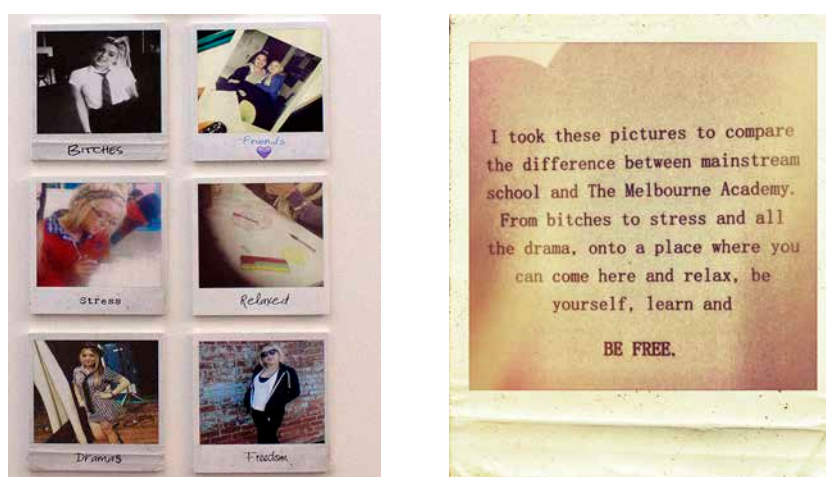 BITCHES
Friends
Stress
Relaxed
Dramas
Freedom
I took these pictures to compare
the difference between mainstream
school and The Melbourne Academy.
From bitches to stress and all
the drama, onto a place where you
can come here and relax, be
yourself, learn and
BE FREE.